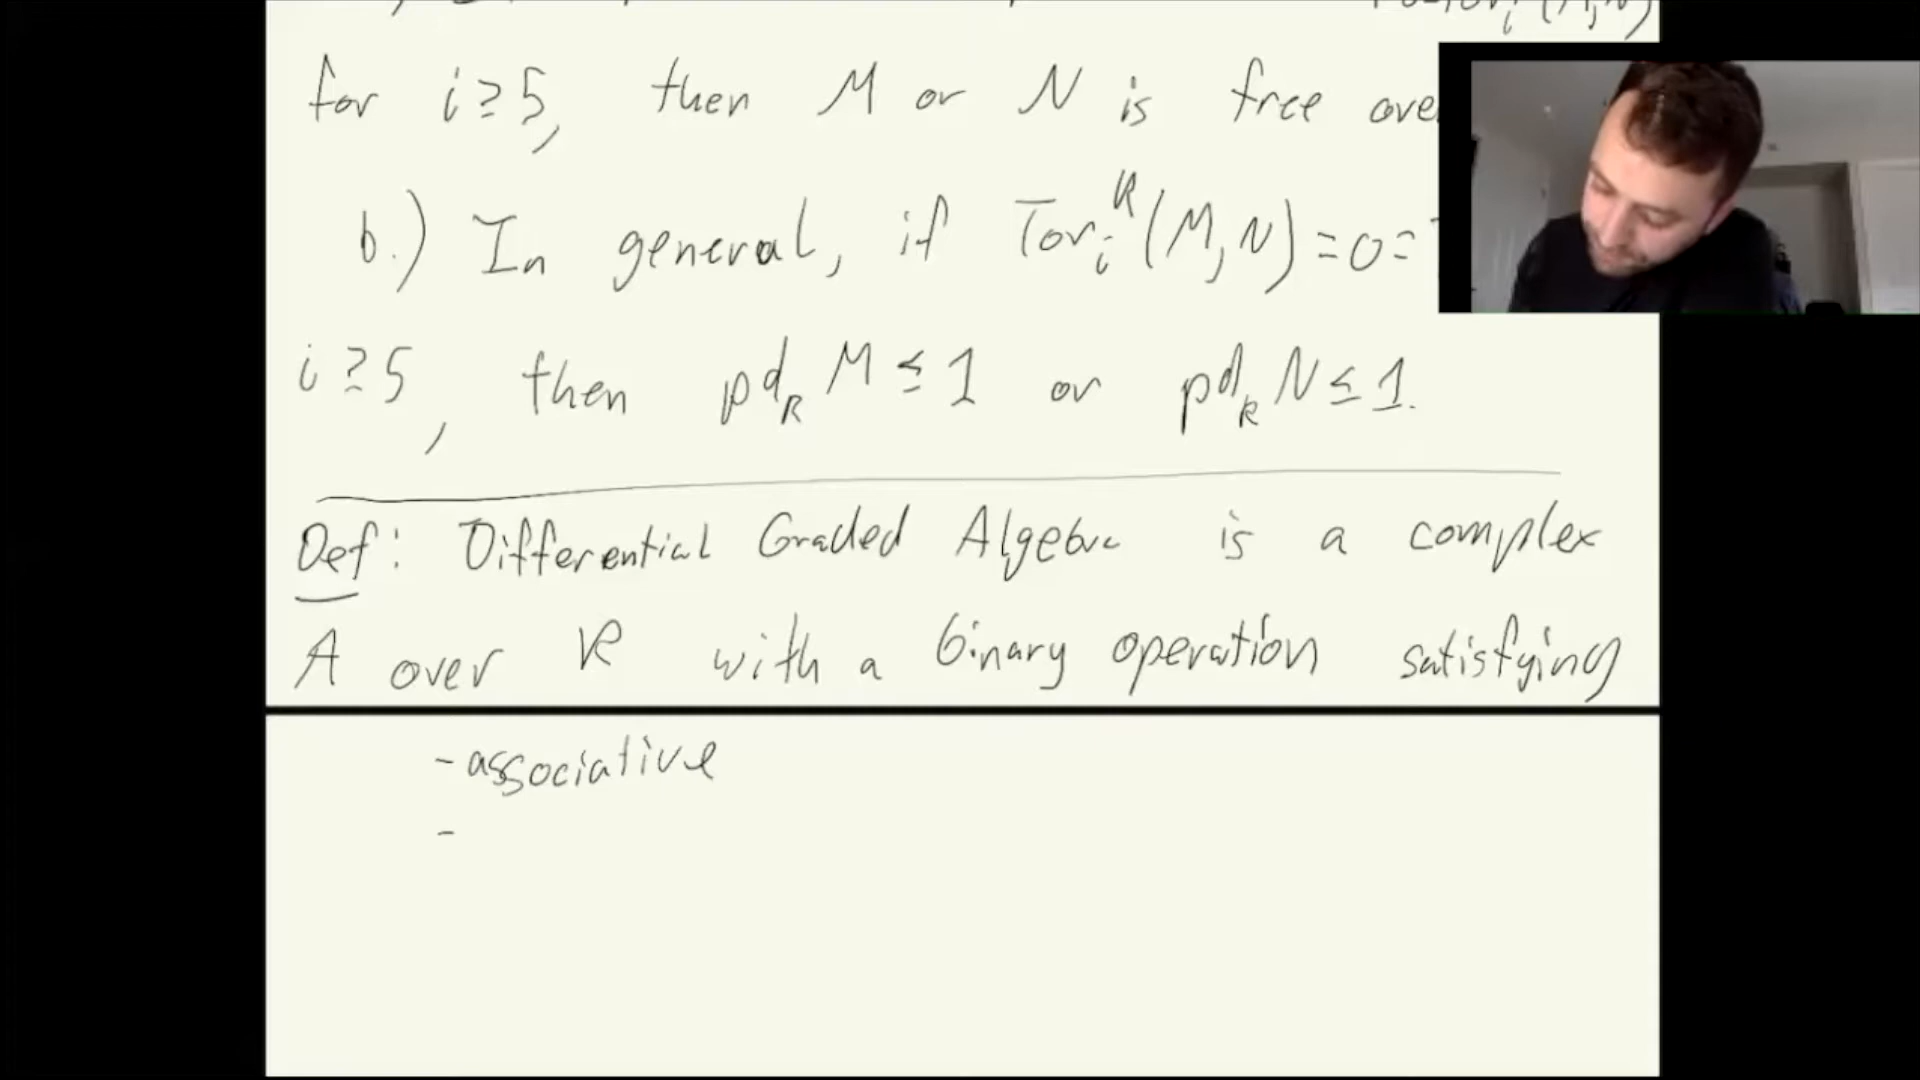 for i ≥ 5, then M or N is free ove
b.) In general, if Tor_i^R (M, N) = 0 =
i ≥ 5, then pd_R M ≤ 1 or pd_R N ≤ 1.
Def: Differential Graded Algebra is a complex
A over R with a binary operation satisfying
- associative
-